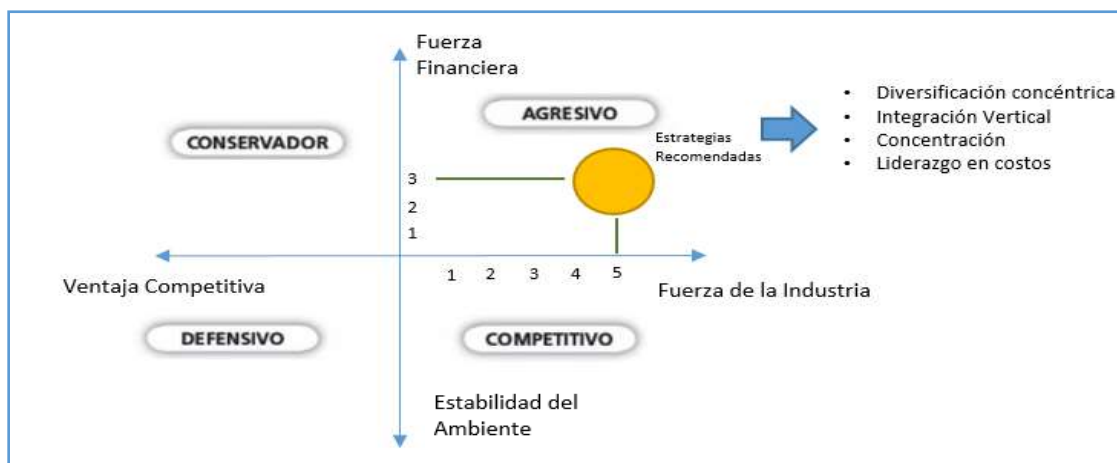 Fuerza
Financiera
AGRESIVO
CONSERVADOR
Estrategias
Recomendadas
• Diversificación concéntrica
• Integración Vertical
• Concentración
• Liderazgo en costos
3
2
1
1 2 3 4 5
Ventaja Competitiva
Fuerza de la Industria
DEFENSIVO
COMPETITIVO
Estabilidad del
Ambiente